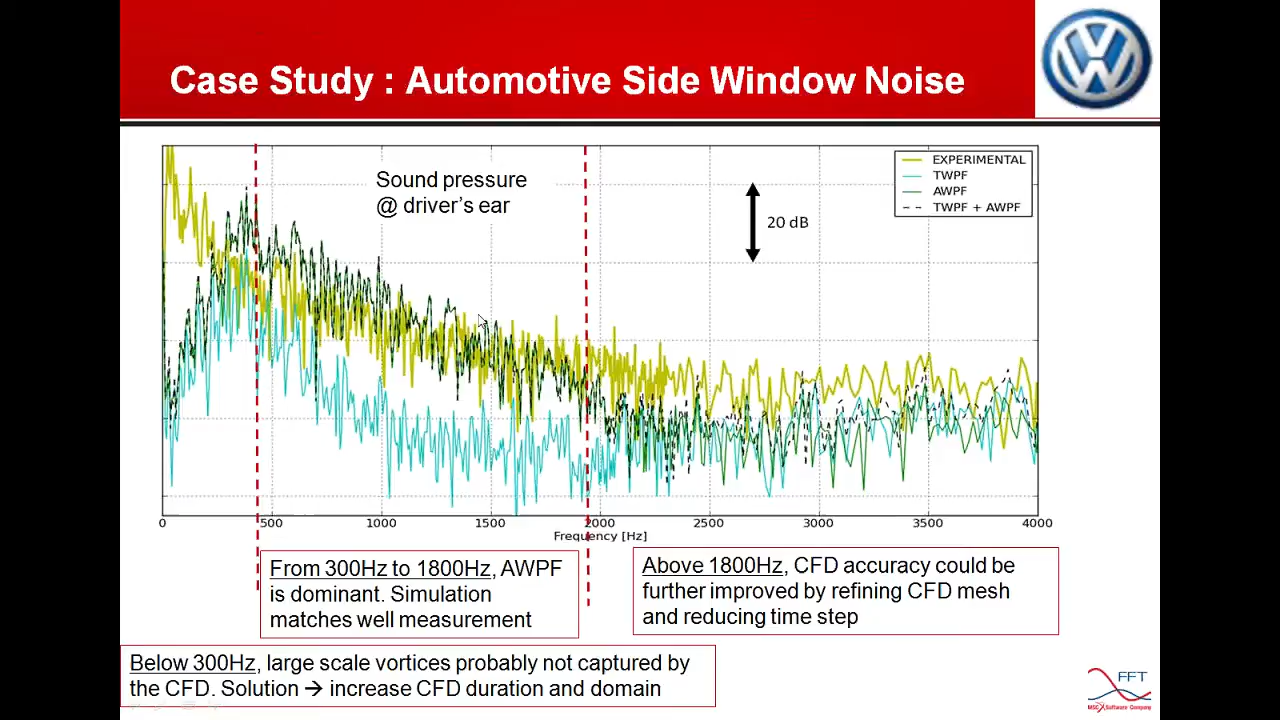 Case Study : Automotive Side Window Noise
Sound pressure
@ driver's ear
20 dB
EXPERIMENTAL
TWPF
AWPF
TWPF + AWPF
0 500 1000 1500 2000 2500 3000 3500 4000
Frequency [Hz]
From 300Hz to 1800Hz, AWPF
is dominant. Simulation
matches well measurement
Above 1800Hz, CFD accuracy could be
further improved by refining CFD mesh
and reducing time step
Below 300Hz, large scale vortices probably not captured by
the CFD. Solution → increase CFD duration and domain
FFT
MSC Software Company